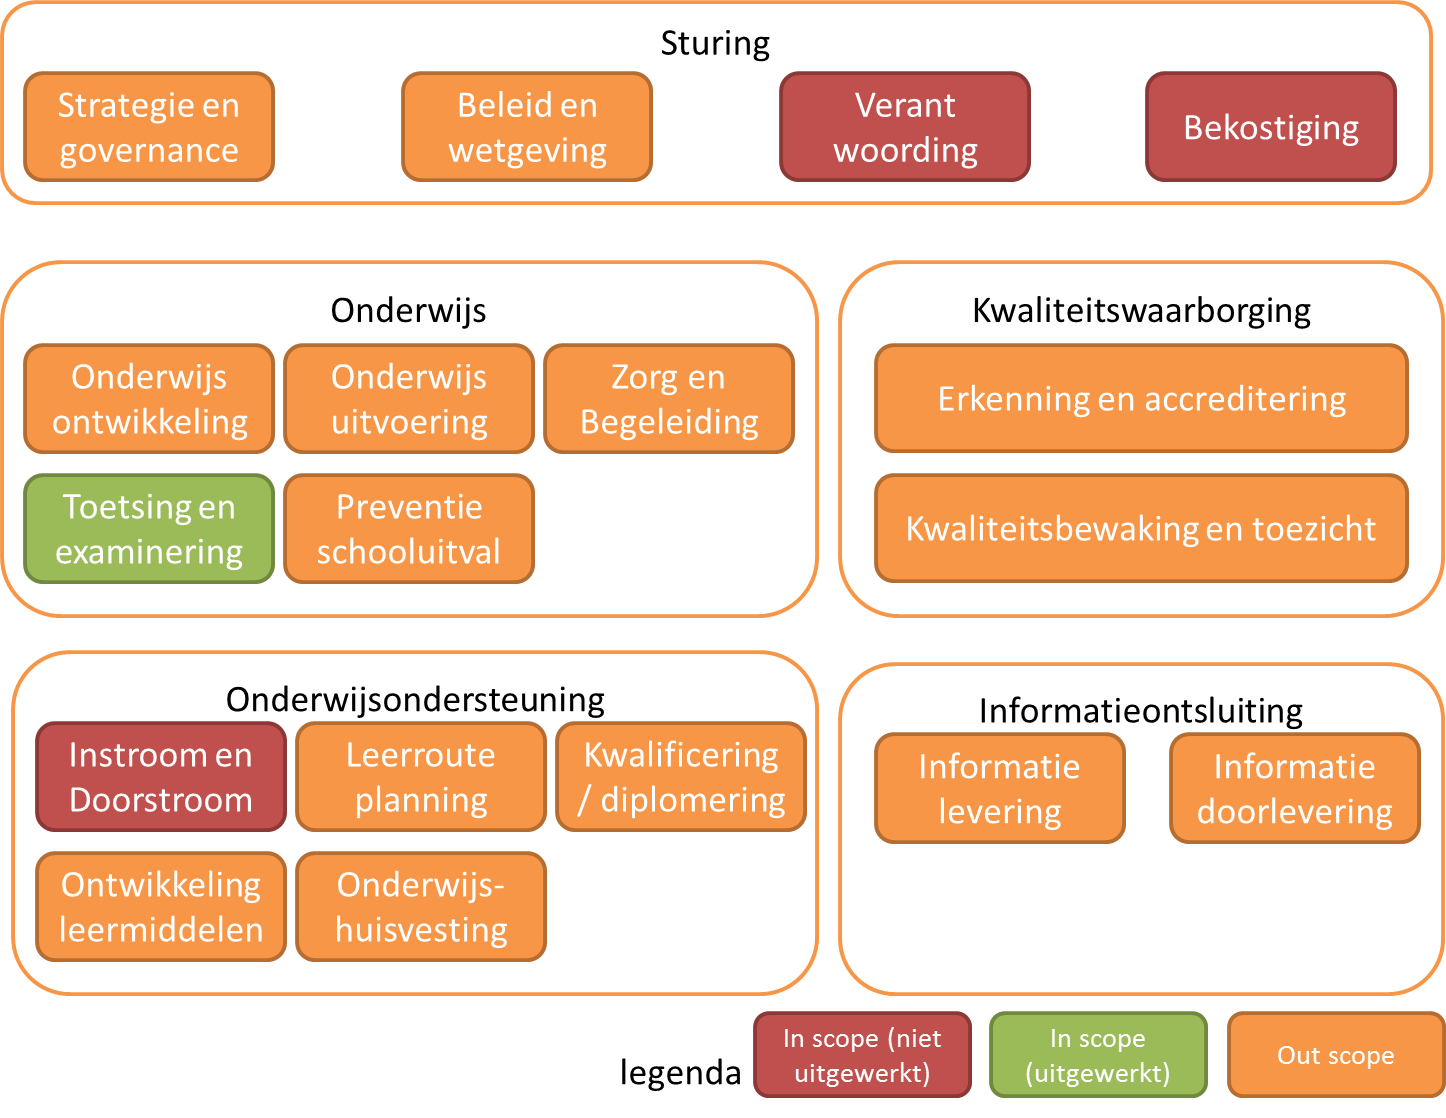 Sturing
Strategie en
governance
Beleid en
wetgeving
Verant
woording
Bekostiging
Onderwijs
Onderwijs
ontwikkeling
Onderwijs
uitvoering
Zorg en
Begeleiding
Toetsing en
examinering
Preventie
schooluitval
Kwaliteitswaarborging
Erkenning en accreditering
Kwaliteitsbewaking en toezicht
Onderwijsondersteuning
Instroom en
Doorstroom
Leerroute
planning
Kwalificering
/ diplomering
Ontwikkeling
leermiddelen
Onderwijs-
huisvesting
Informatieontsluiting
Informatie
levering
Informatie
doorlevering
legenda
In scope (niet
uitgewerkt)
In scope
(uitgewerkt)
Out scope